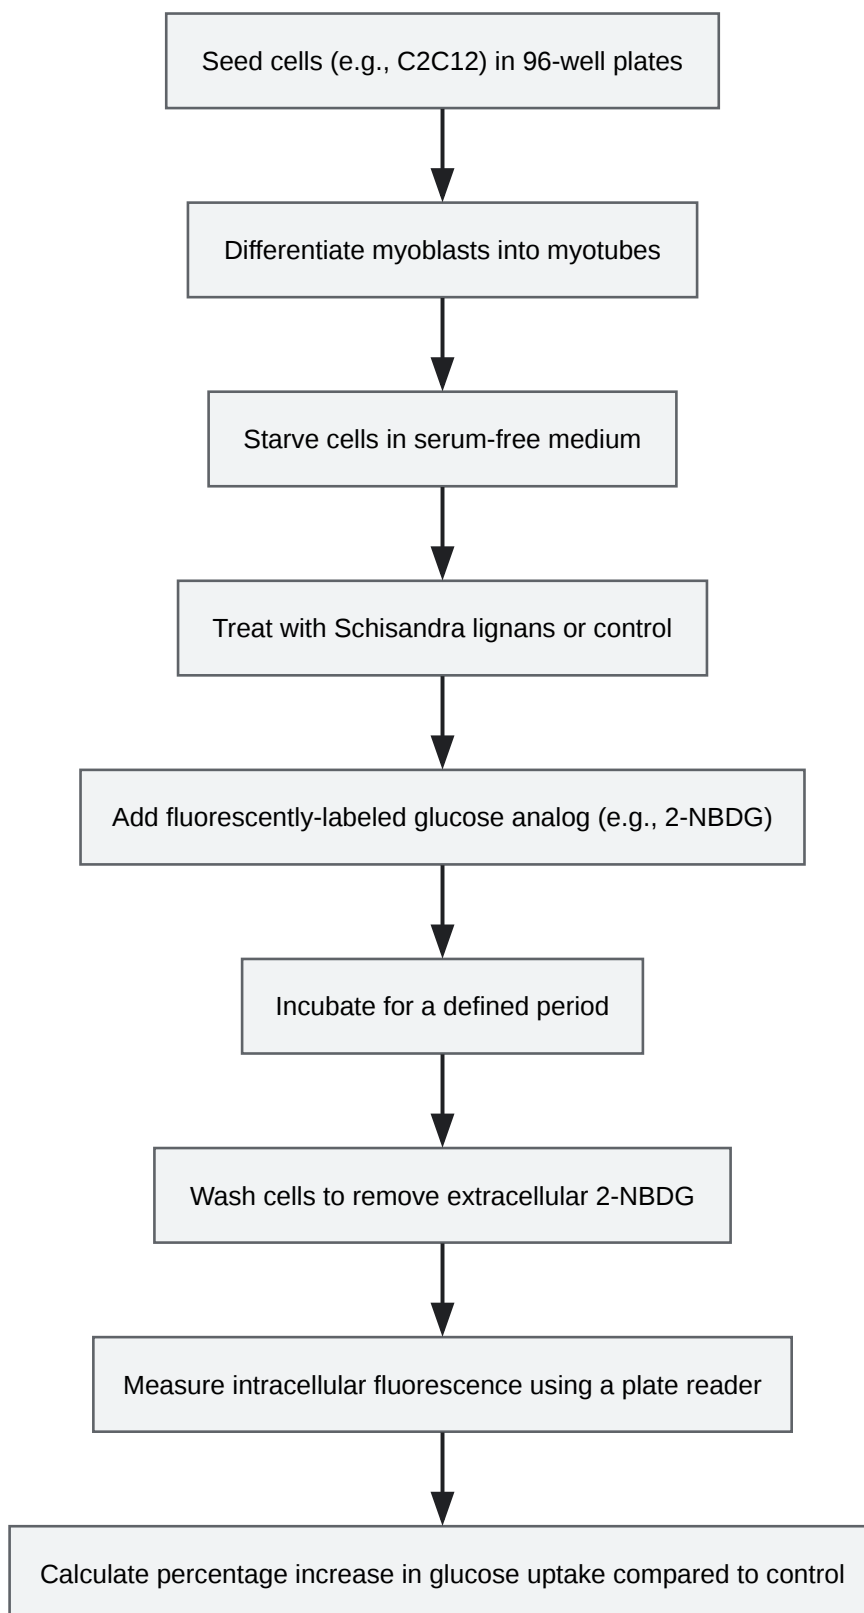 Seed cells (e.g., C2C12) in 96-well plates
Differentiate myoblasts into myotubes
Starve cells in serum-free medium
Treat with Schisandra lignans or control
Add fluorescently-labeled glucose analog (e.g., 2-NBDG)
Incubate for a defined period
Wash cells to remove extracellular 2-NBDG
Measure intracellular fluorescence using a plate reader
Calculate percentage increase in glucose uptake compared to control